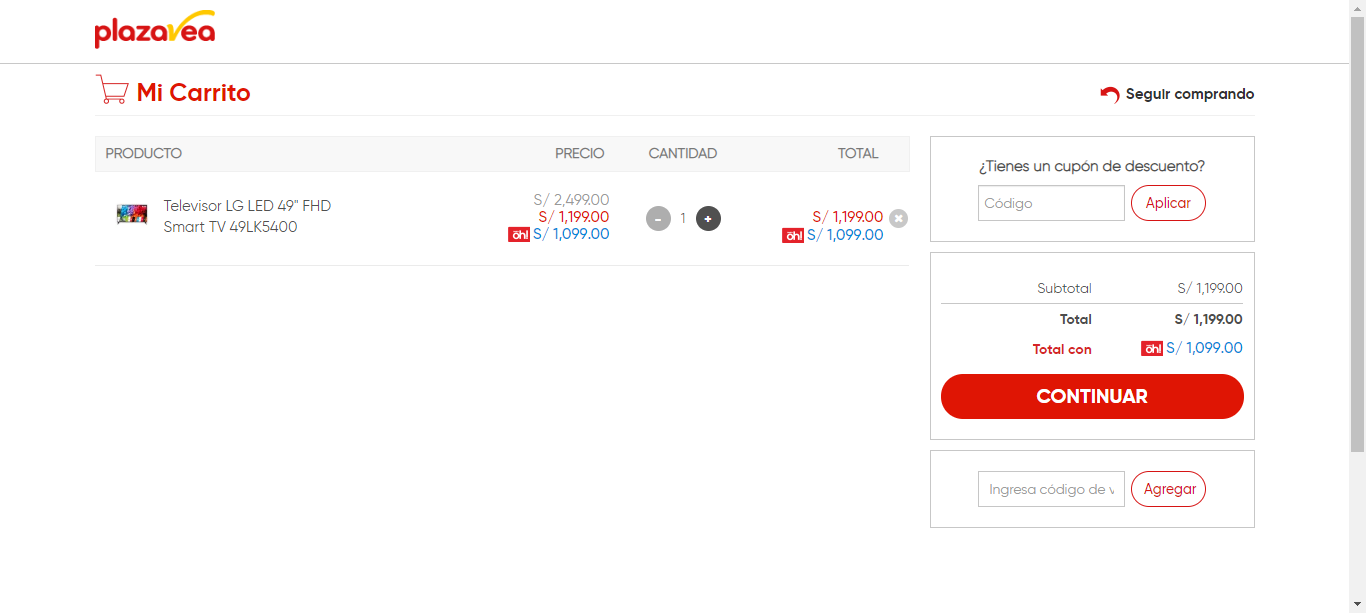 plazavea
Mi Carrito
Seguir comprando
PRODUCTO PRECIO CANTIDAD TOTAL
Televisor LG LED 49" FHD
Smart TV 49LK5400
S/ 2,499.00
S/ 1,199.00
öh! S/ 1,099.00
- 1 +
S/ 1,199.00
öh! S/ 1,099.00
¿Tienes un cupón de descuento?
Código Aplicar
Subtotal S/ 1,199.00
Total S/ 1,199.00
Total con öh! S/ 1,099.00
CONTINUAR
Ingresa código de v Agregar